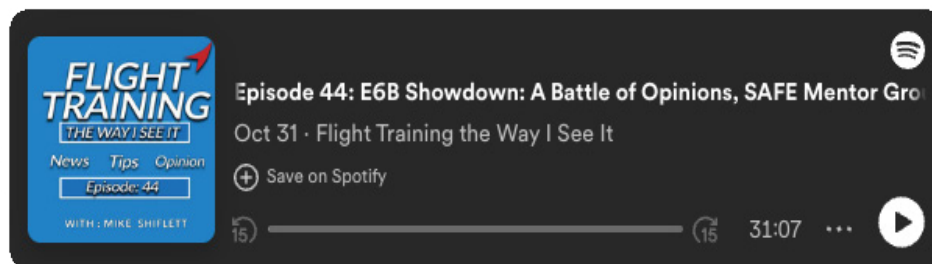 FLIGHT
TRAINING
THE WAY I SEE IT
News Tips Opinion
Episode: 44
WITH: MIKE SHIFLETT
Episode 44: E6B Showdown: A Battle of Opinions, SAFE Mentor Gro
Oct 31 · Flight Training the Way I See It
Save on Spotify
15 15 31:07 ...